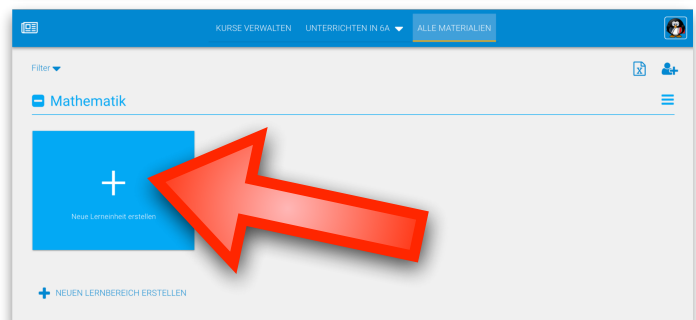 KURSE VERWALTEN UNTERRICHTEN IN 6A ALLE MATERIALIEN
Filter
Mathematik
Neue Lerneinheit erstellen
NEUEN LERNBEREICH ERSTELLEN